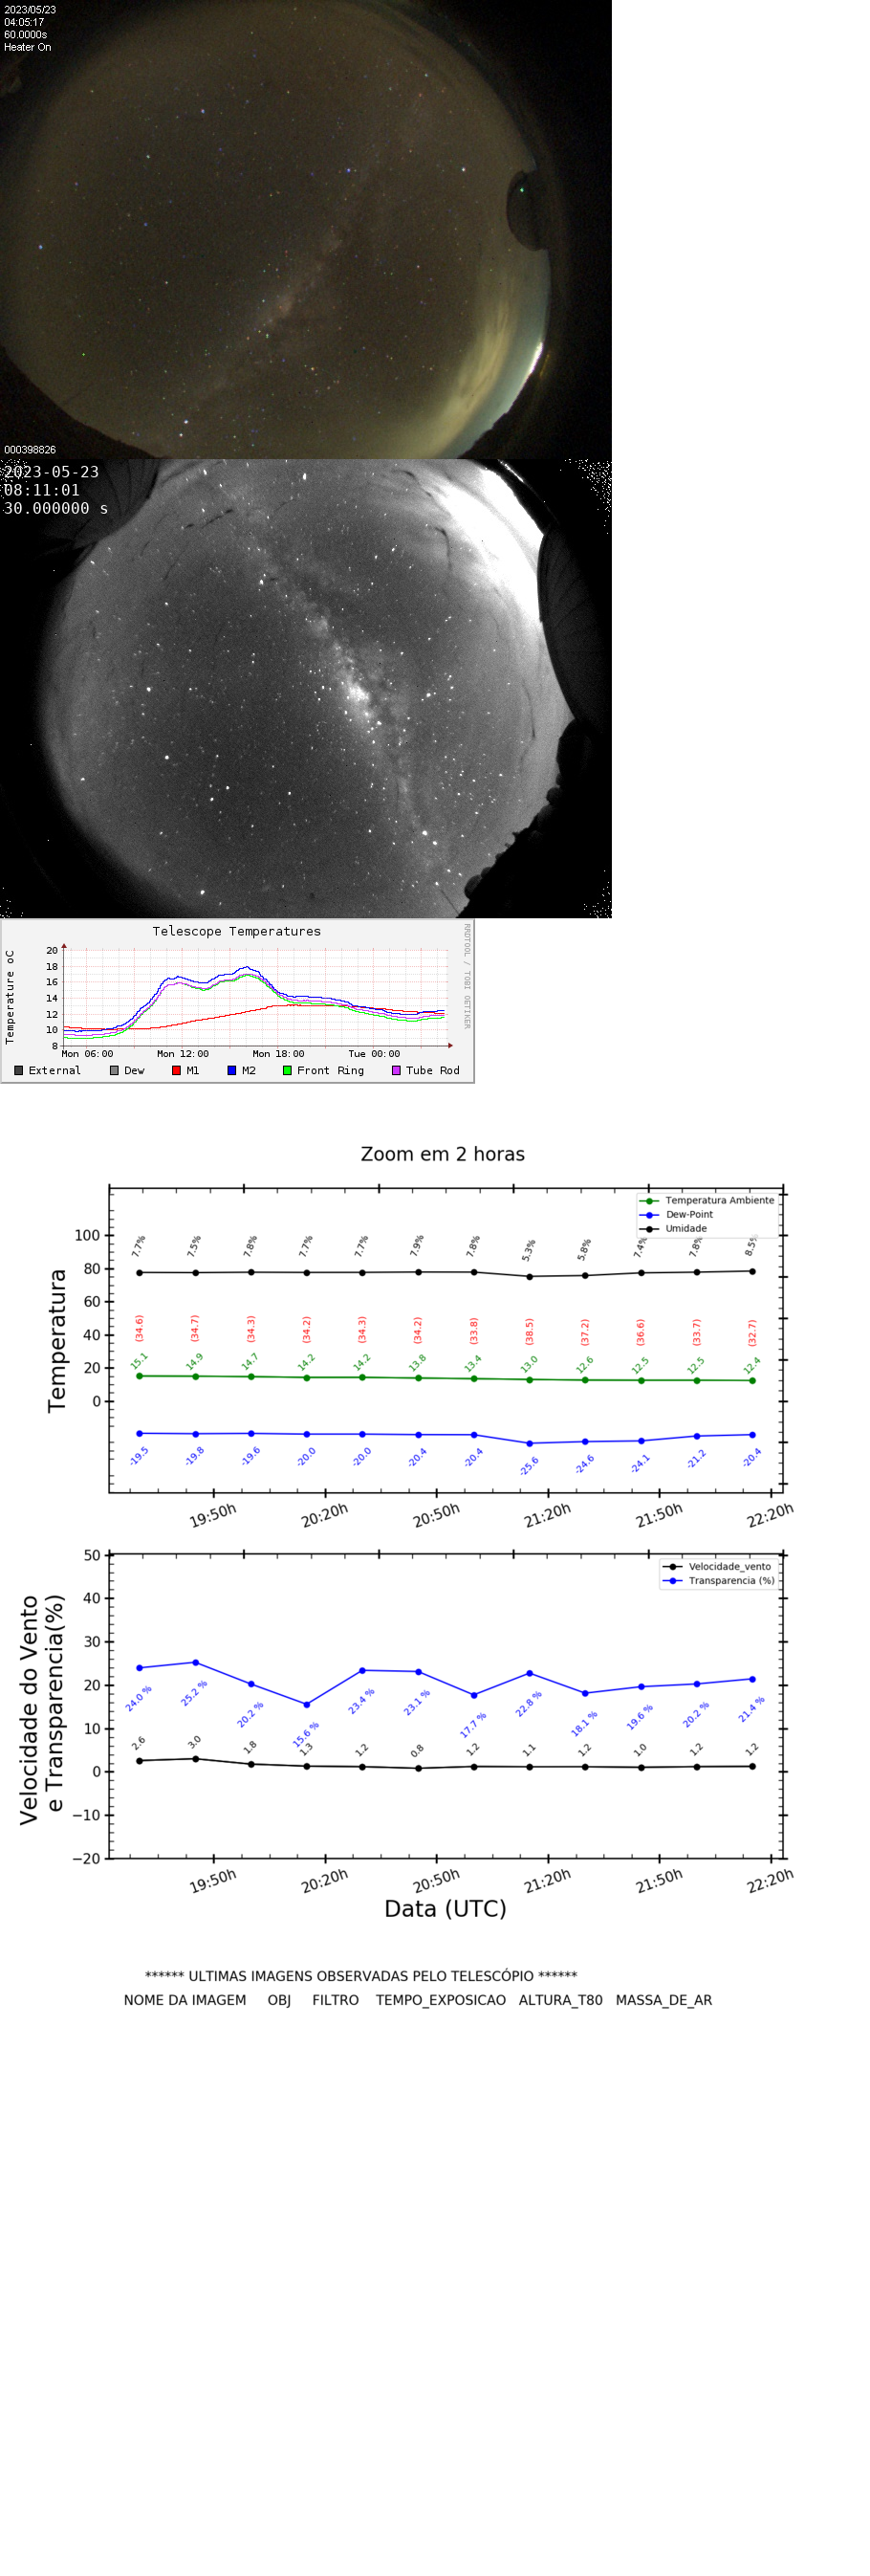 2023/05/23
04:05:17
60.0000s
Heater On
000398826
2023-05-23
08:11:01
30.000000 s
Telescope Temperatures
RRDTOOL / TOBI OETIKER
Temperature oC
20
18
16
14
12
10
8
Mon 06:00 Mon 12:00 Mon 18:00 Tue 00:00
External Dew M1 M2 Front Ring Tube Rod
Zoom em 2 horas
Temperatura Ambiente
Dew-Point
Umidade
Temperatura
100
80
60
40
20
0
7.7% 7.5% 7.8% 7.7% 7.7% 7.9% 7.8% 5.3% 5.8% 7.4% 7.8% 8.5%
(34.6) (34.7) (34.3) (34.2) (34.3) (34.2) (33.8) (38.5) (37.2) (36.6) (33.7) (32.7)
15.1 14.9 14.7 14.2 14.2 13.8 13.4 13.0 12.6 12.5 12.5 12.4
-19.5 -19.8 -19.6 -20.0 -20.0 -20.4 -20.4 -25.6 -24.6 -24.1 -21.2 -20.4
19:50h 20:20h 20:50h 21:20h 21:50h 22:20h
Velocidade_vento
Transparencia (%)
Velocidade do Vento
e Transparencia(%)
50
40
30
20
10
0
−10
−20
24.0 % 25.2 % 20.2 % 15.6 % 23.4 % 23.1 % 17.7 % 22.8 % 18.1 % 19.6 % 20.2 % 21.4 %
2.6 3.0 1.8 1.3 1.2 0.8 1.2 1.1 1.2 1.0 1.2 1.2
19:50h 20:20h 20:50h 21:20h 21:50h 22:20h
Data (UTC)
****** ULTIMAS IMAGENS OBSERVADAS PELO TELESCÓPIO ******
NOME DA IMAGEM OBJ FILTRO TEMPO_EXPOSICAO ALTURA_T80 MASSA_DE_AR